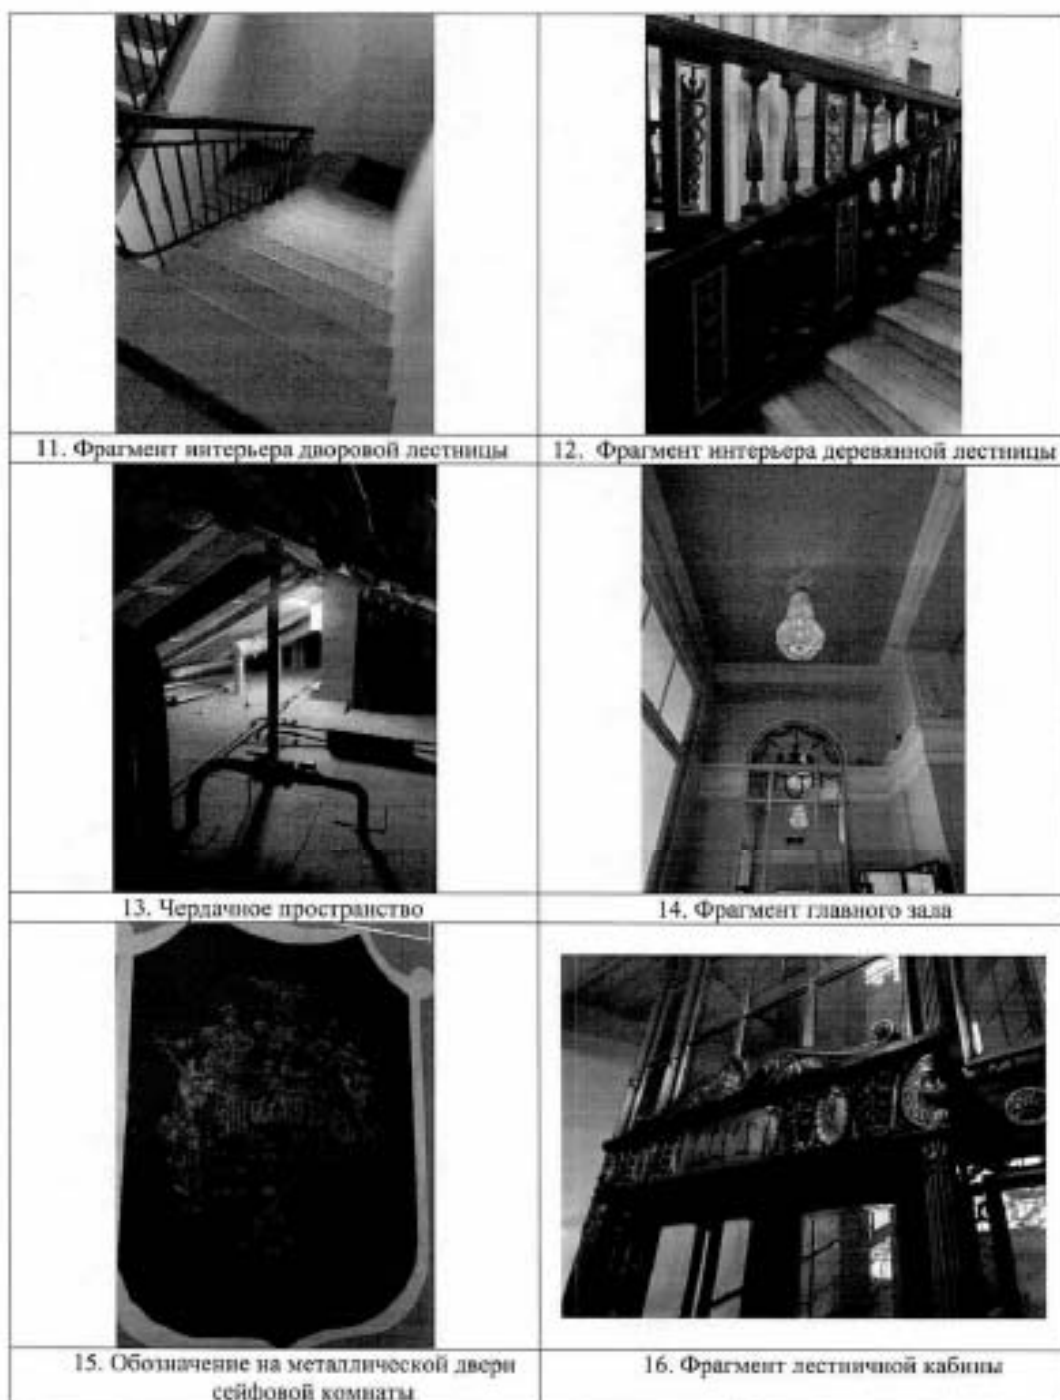 11. Фрагмент интерьера дворовой лестницы
12. Фрагмент интерьера деревянной лестницы
13. Чердачное пространство
14. Фрагмент главного зала
15. Обозначение на металлической двери
сейфовой комнаты
16. Фрагмент лестничной кабины